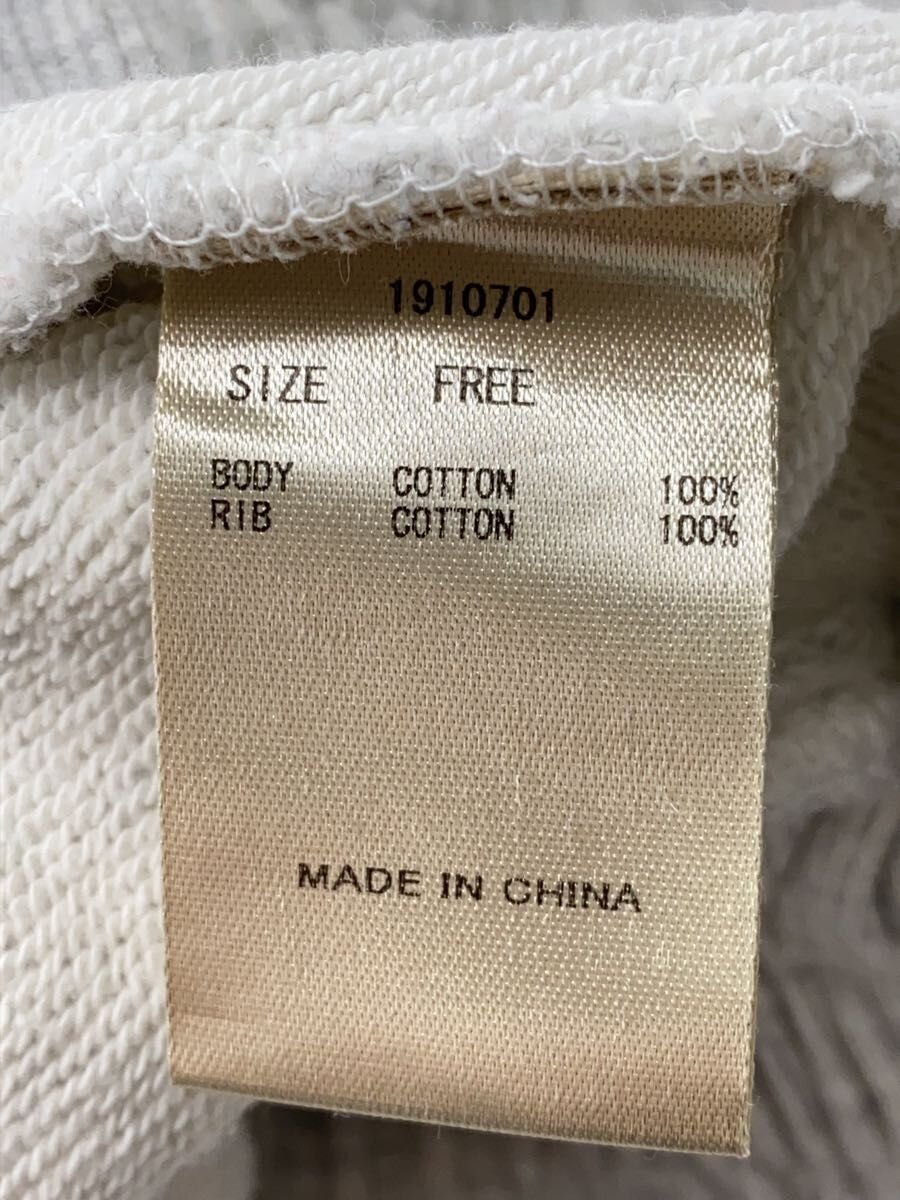 1910701
SIZE FREE
BODY COTTON 100%
RIB COTTON 100%
MADE IN CHINA